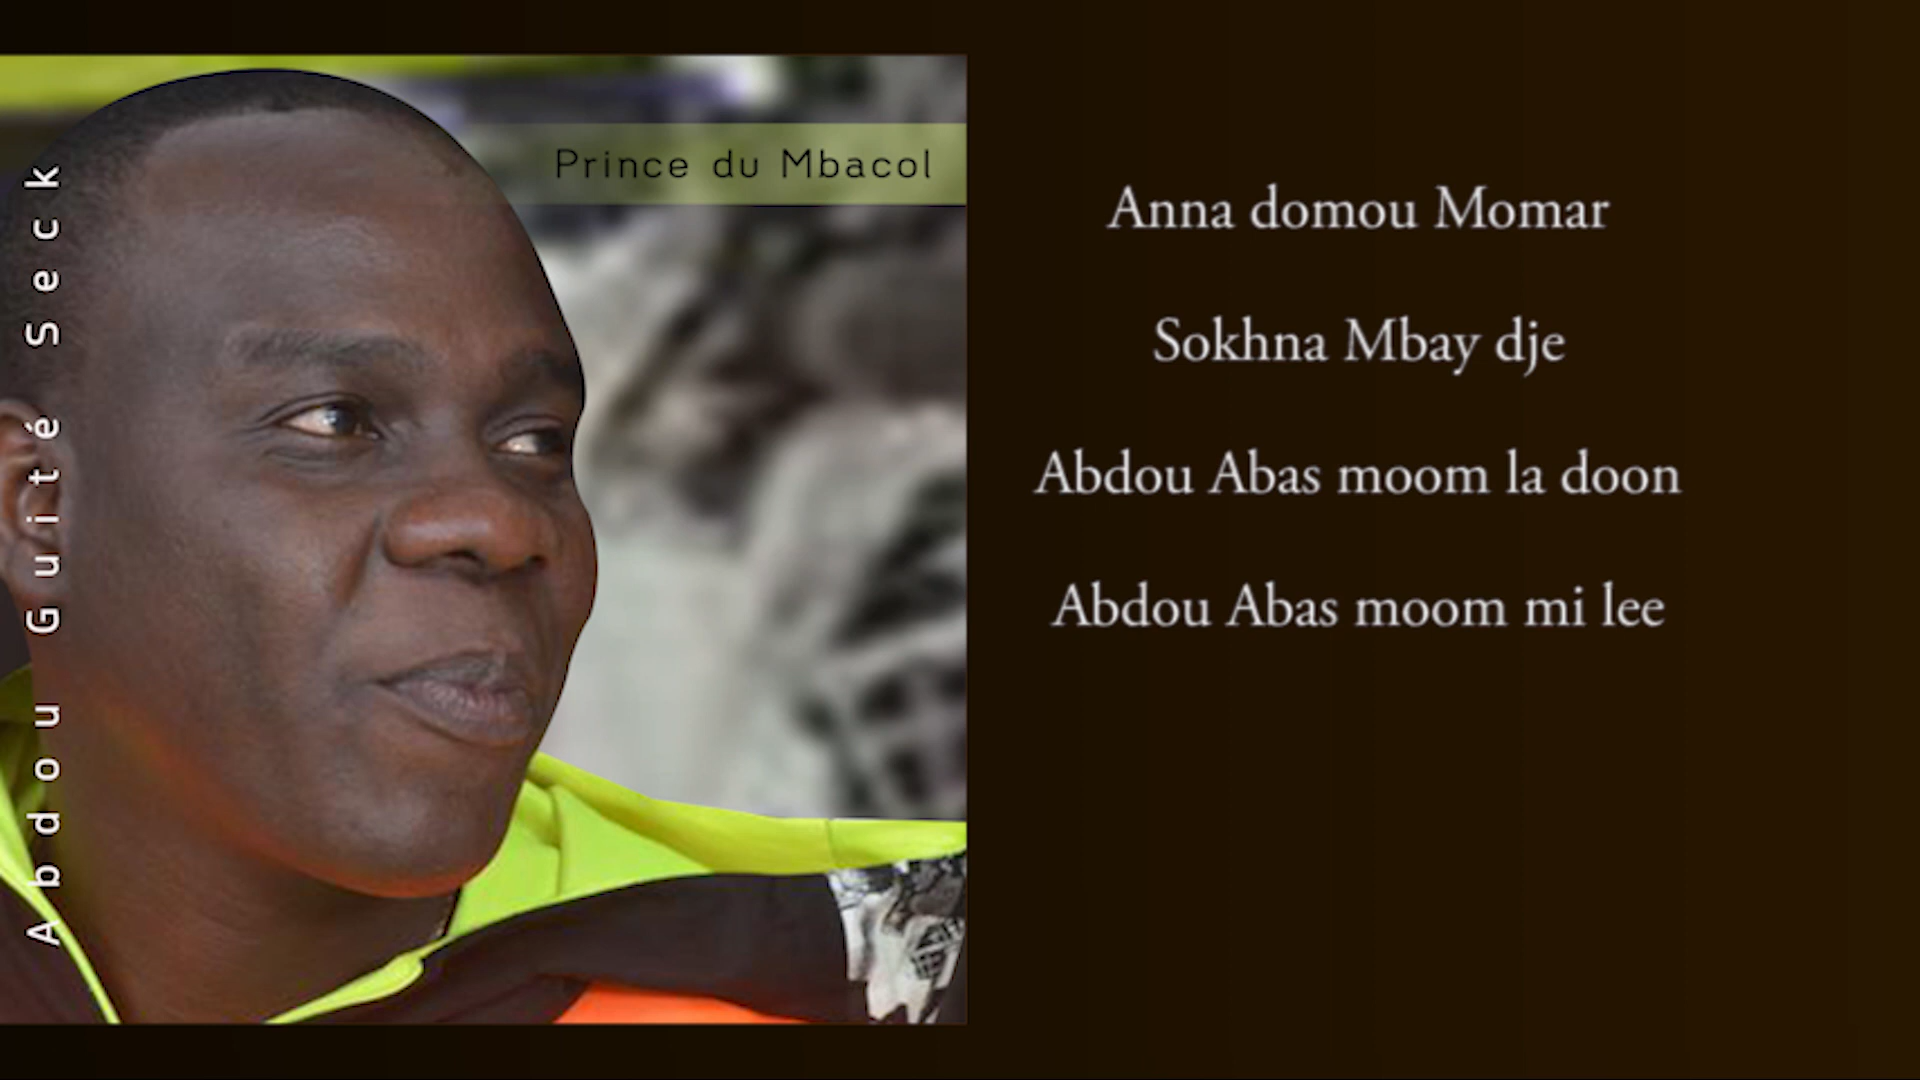 Abdou Guité Seck
Prince du Mbacol
Anna domou Momar
Sokhna Mbay dje
Abdou Abas moom la doon
Abdou Abas moom mi lee